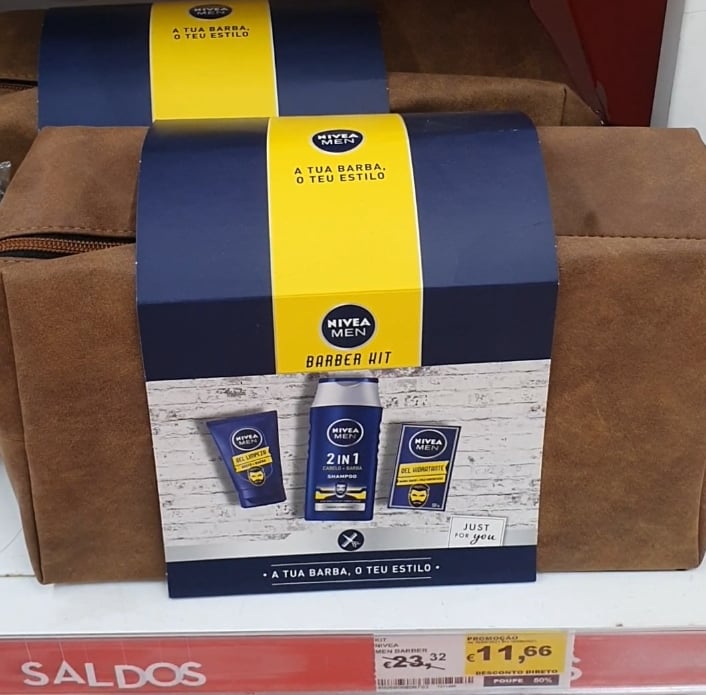 NIVEA
MEN
A TUA BARBA,
O TEU ESTILO
NIVEA
MEN
A TUA BARBA,
O TEU ESTILO
NIVEA
MEN
BARBER KIT
NIVEA
MEN
GEL LIMPEZA
NIVEA
MEN
2 IN 1
CABELO + BARBA
SHAMPOO
NIVEA
MEN
GEL HIDRATANTE
JUST
FOR you
• A TUA BARBA, O TEU ESTILO •
SALDOS
KIT
NIVEA
MEN BARBER
€23,32
PROMOÇÃO
€11,66
DESCONTO DIRETO
POUPE 50%
S